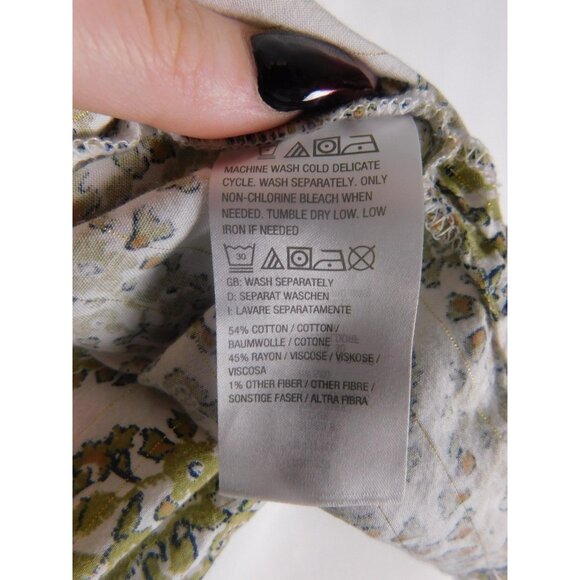 MACHINE WASH COLD DELICATE
CYCLE. WASH SEPARATELY. ONLY
NON-CHLORINE BLEACH WHEN
NEEDED. TUMBLE DRY LOW. LOW
IRON IF NEEDED
30
GB: WASH SEPARATELY
D: SEPARAT WASCHEN
I: LAVARE SEPARATAMENTE
54% COTTON / COTTON /
BAUMWOLLE / COTONE
45% RAYON / VISCOSE / VISKOSE /
VISCOSA
1% OTHER FIBER / OTHER FIBRE /
SONSTIGE FASER / ALTRA FIBRA